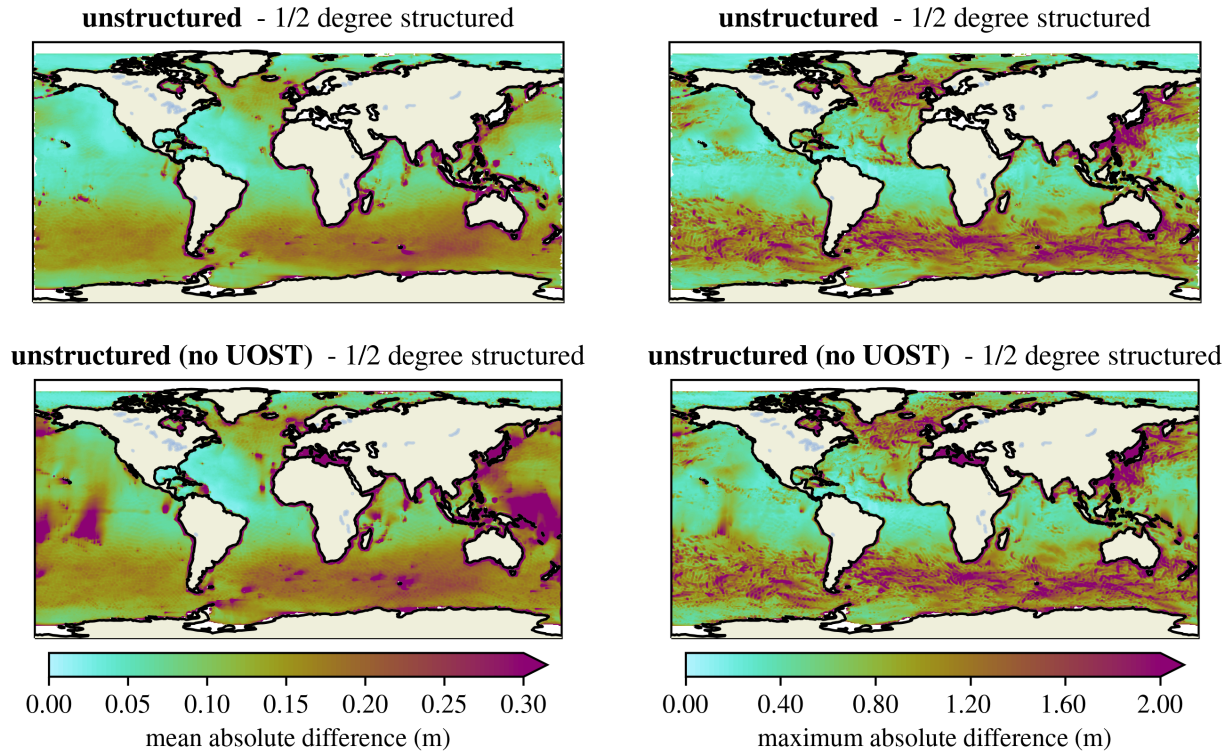 unstructured - 1/2 degree structured
unstructured - 1/2 degree structured
unstructured (no UOST) - 1/2 degree structured
unstructured (no UOST) - 1/2 degree structured
0.00 0.05 0.10 0.15 0.20 0.25 0.30
mean absolute difference (m)
0.00 0.40 0.80 1.20 1.60 2.00
maximum absolute difference (m)